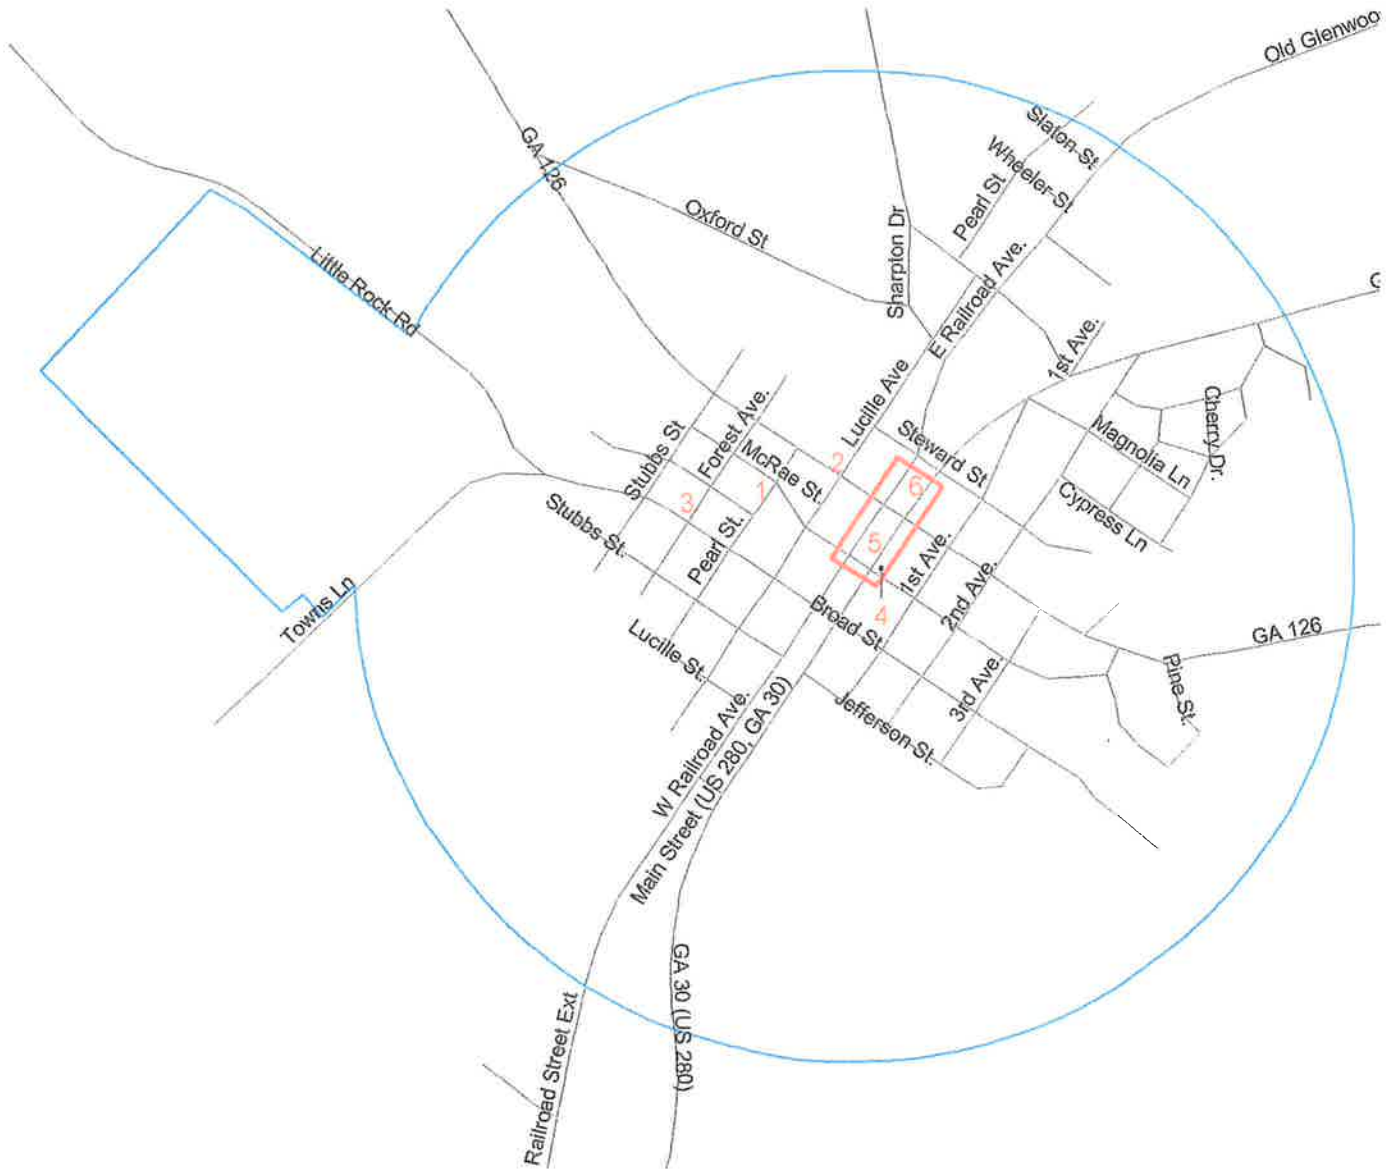 Old Glenwoo
Slaton St
GA 126
Wheeler St
Pearl St
Oxford St
Sharpton Dr
E Railroad Ave.
Little Rock Rd
G
1st Ave.
Lucille Ave
Cherry Dr.
Forest Ave.
Stubbs St
Magnolia Ln
Steward St
McRae St.
2
6
1
3
Cypress Ln
Stubbs St.
Pearl St.
5
1st Ave.
2nd Ave.
4
Towns Ln
Broad St
GA 126
Lucille St.
3rd Ave.
Pine St.
Jefferson St.
W Railroad Ave.
Main Street (US 280, GA 30)
GA 30 (US 280)
Railroad Street Ext